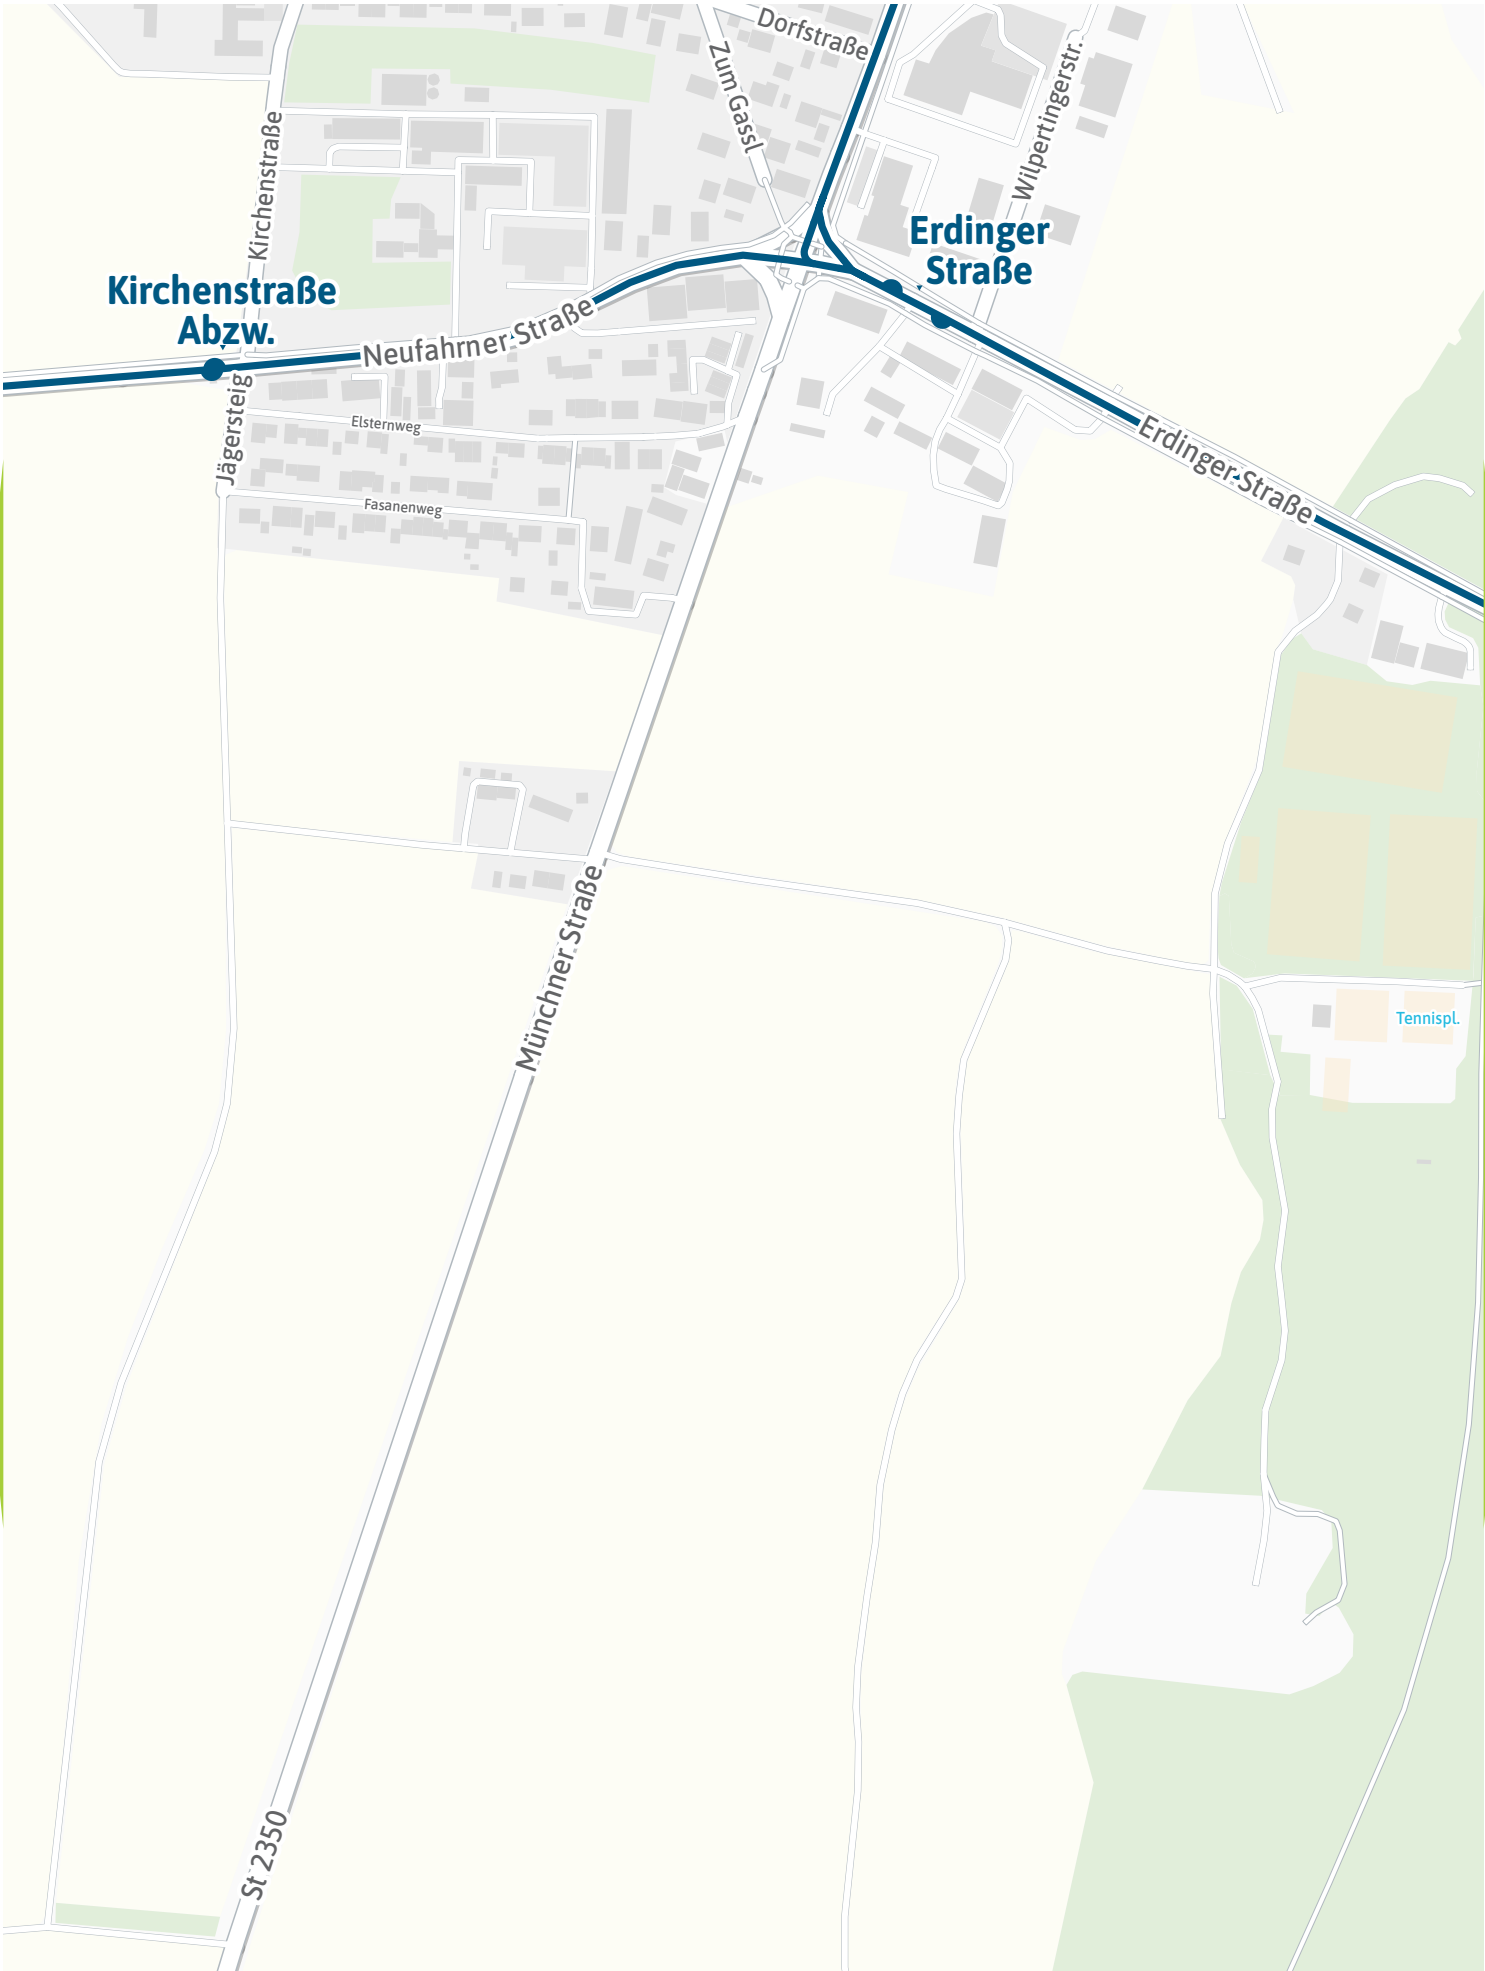 Dorfstraße
Zum Gassl
Wilpertingerstr.
Kirchenstraße
Erdinger
Straße
Kirchenstraße
Abzw.
Neufahrner Straße
Jägersteig
Elsternweg
Erdinger Straße
Fasanenweg
Münchner Straße
Tennispl.
St 2350